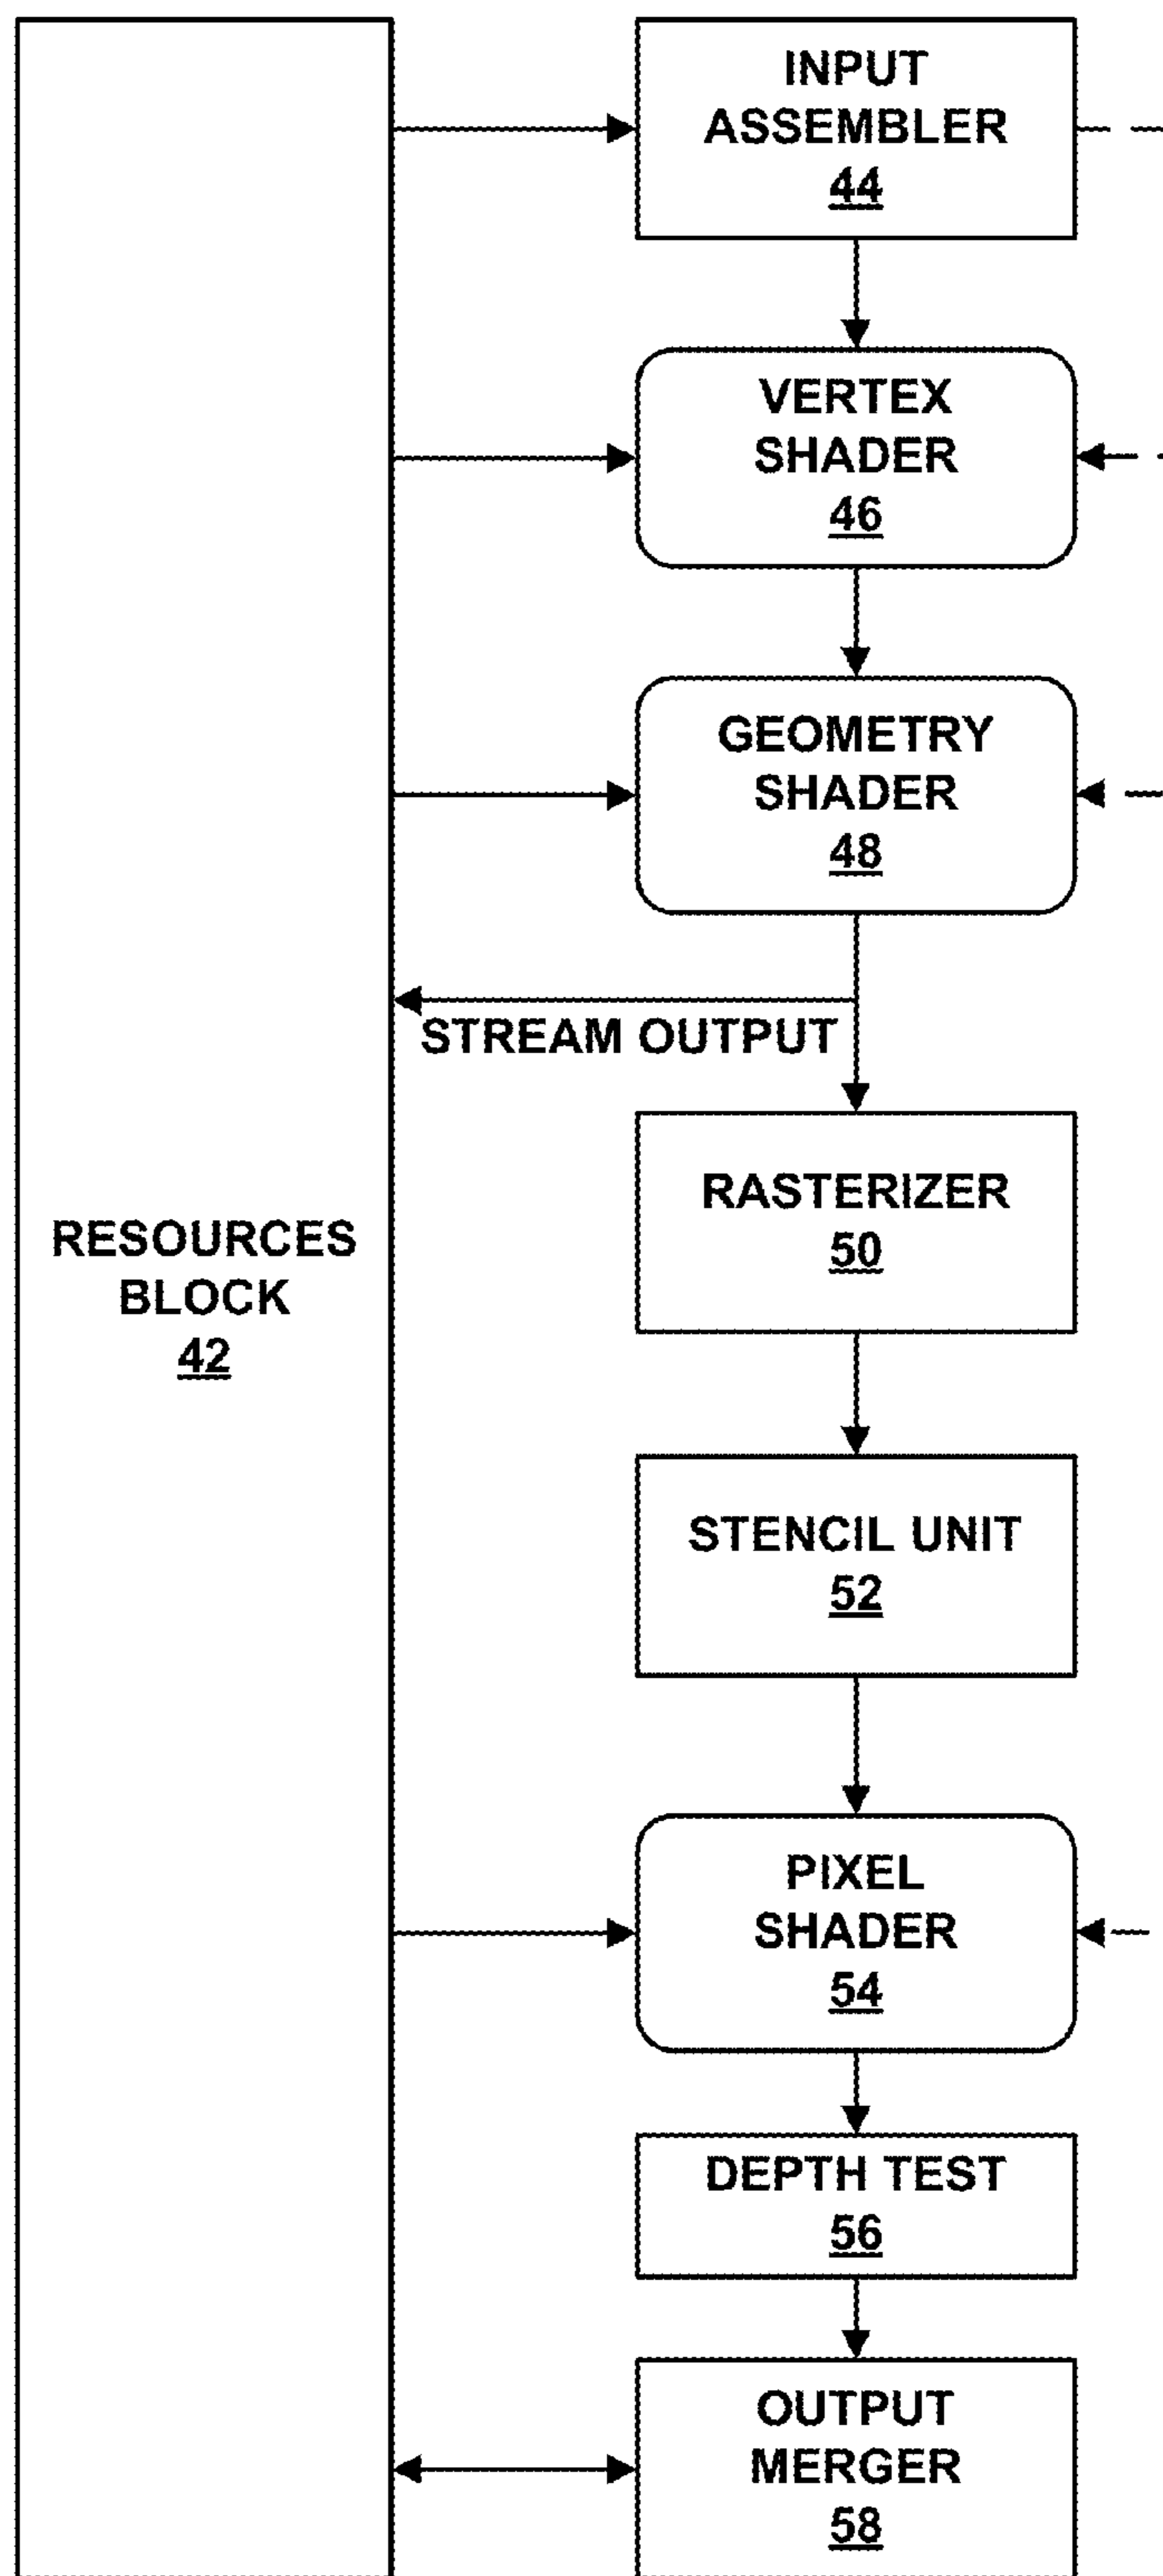 INPUT
ASSEMBLER
44
VERTEX
SHADER
46
GEOMETRY
SHADER
48
STREAM OUTPUT
RASTERIZER
50
RESOURCES
BLOCK
42
STENCIL UNIT
52
PIXEL
SHADER
54
DEPTH TEST
56
OUTPUT
MERGER
58